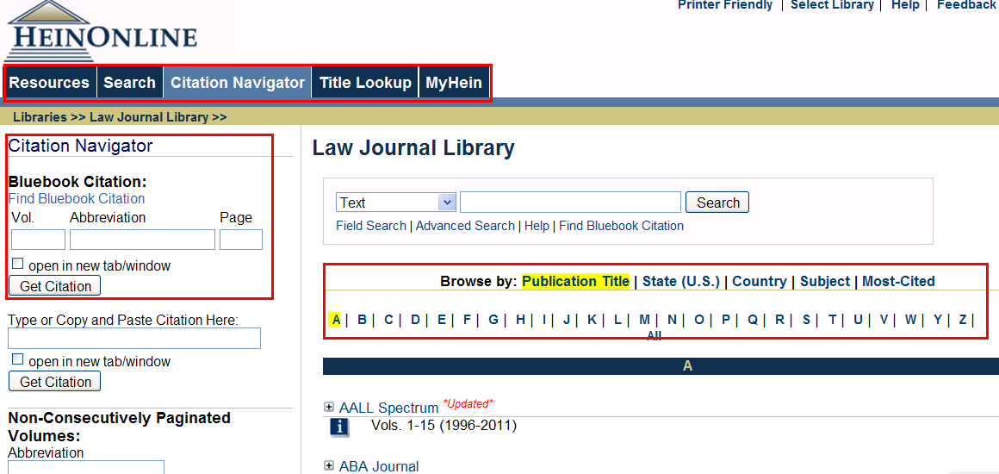 Printer Friendly | Select Library | Help | Feedback
HEINONLINE
Resources Search Citation Navigator Title Lookup MyHein
Libraries >> Law Journal Library >>
Citation Navigator
Bluebook Citation:
Find Bluebook Citation
Vol. Abbreviation Page
open in new tab/window
Get Citation
Type or Copy and Paste Citation Here:
open in new tab/window
Get Citation
Non-Consecutively Paginated
Volumes:
Abbreviation
Law Journal Library
Text Search
Field Search | Advanced Search | Help | Find Bluebook Citation
Browse by: Publication Title | State (U.S.) | Country | Subject | Most-Cited
A | B | C | D | E | F | G | H | I | J | K | L | M | N | O | P | Q | R | S | T | U | V | W | Y | Z |
All
A
AALL Spectrum *Updated*
i Vols. 1-15 (1996-2011)
ABA Journal